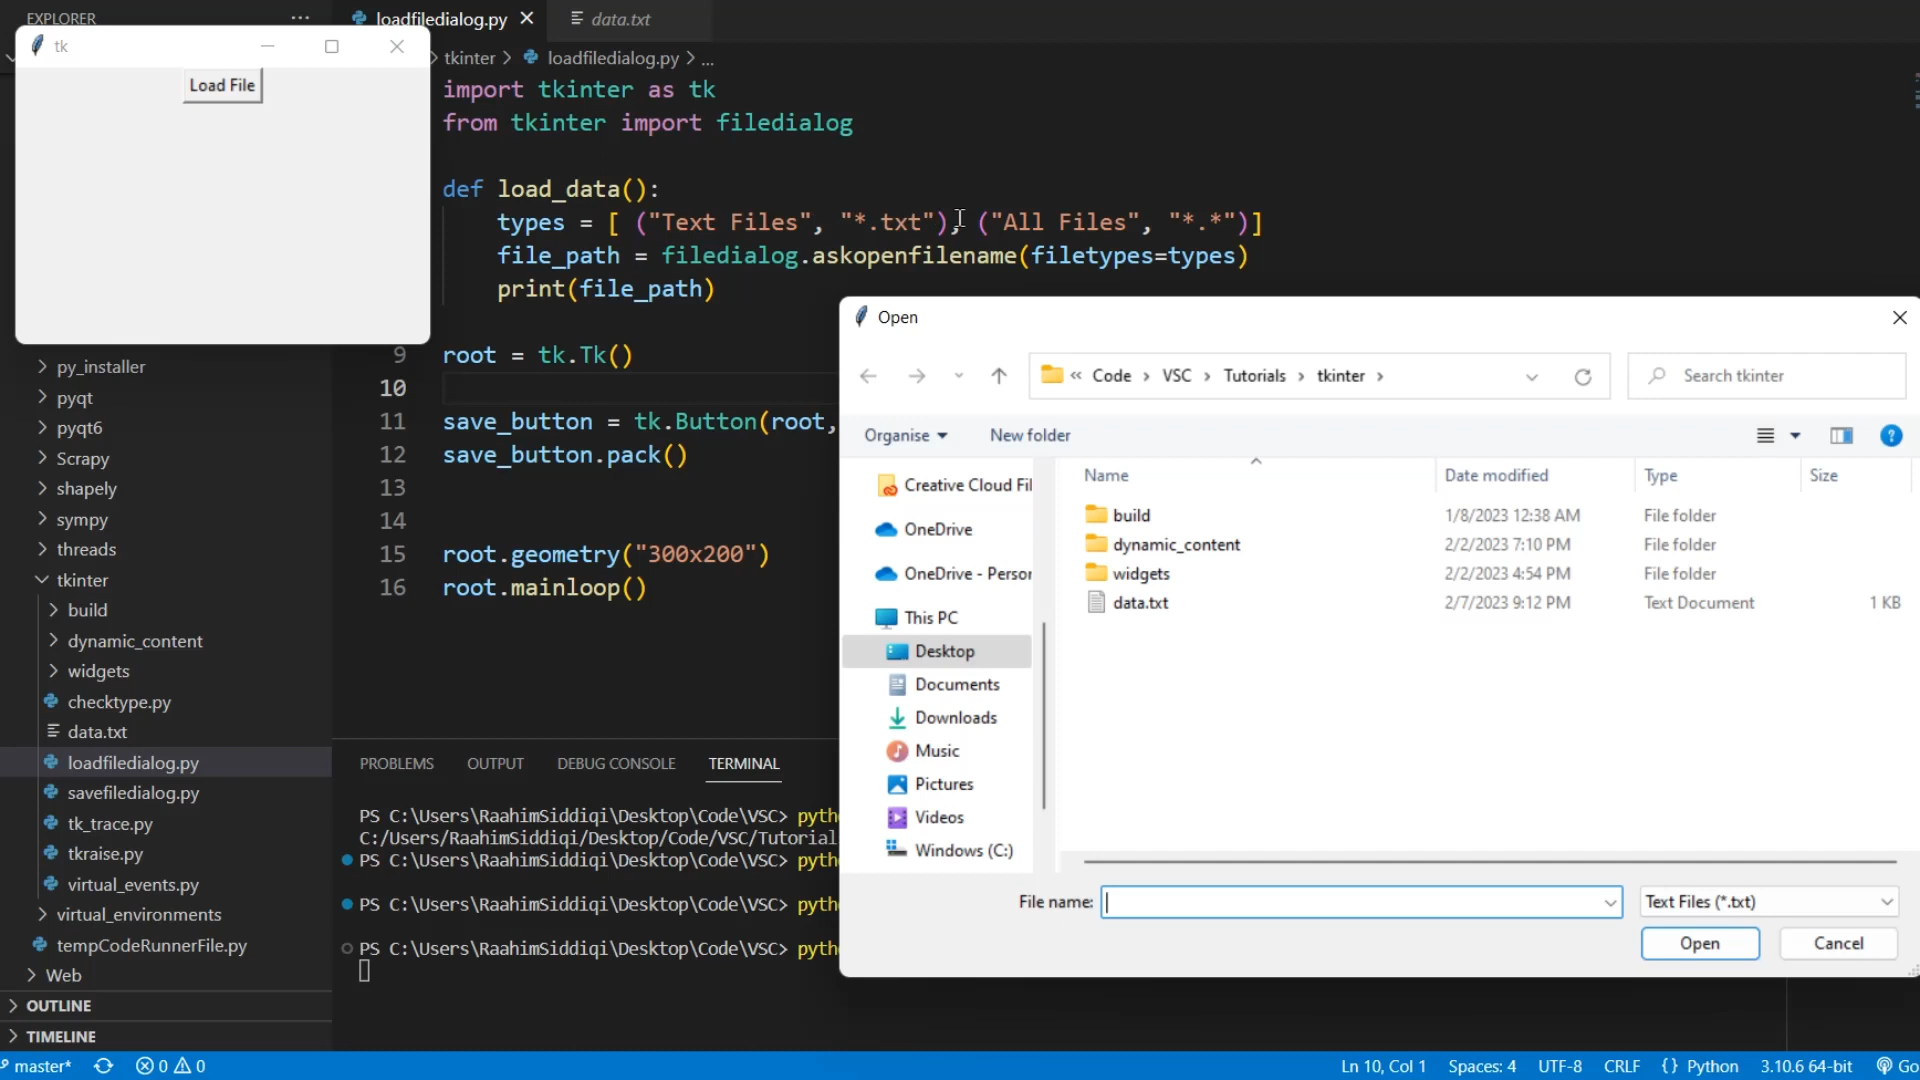 EXPLORER
...
loadfiledialog.py
data.txt
tk
Load File
tkinter > loadfiledialog.py > ...
import tkinter as tk
from tkinter import filedialog
def load_data():
types = [ ("Text Files", "*.txt"), ("All Files", "*.*")]
file_path = filedialog.askopenfilename(filetypes=types)
print(file_path)
9 root = tk.Tk()
10
11 save_button = tk.Button(root,
12 save_button.pack()
13
14
15 root.geometry("300x200")
16 root.mainloop()
py_installer
pyqt
pyqt6
Scrapy
shapely
sympy
threads
tkinter
build
dynamic_content
widgets
checktype.py
data.txt
loadfiledialog.py
savefiledialog.py
tk_trace.py
tkraise.py
virtual_events.py
virtual_environments
tempCodeRunnerFile.py
Web
OUTLINE
TIMELINE
PROBLEMS OUTPUT DEBUG CONSOLE TERMINAL
PS C:\Users\RaahimSiddiqi\Desktop\Code\VSC> pyth
C:/Users/RaahimSiddiqi/Desktop/Code/VSC/Tutorial
PS C:\Users\RaahimSiddiqi\Desktop\Code\VSC> pyth
PS C:\Users\RaahimSiddiqi\Desktop\Code\VSC> pyth
PS C:\Users\RaahimSiddiqi\Desktop\Code\VSC> pyth
Open
« Code > VSC > Tutorials > tkinter >
Search tkinter
Organise
New folder
?
Creative Cloud Fil
OneDrive
OneDrive - Person
This PC
Desktop
Documents
Downloads
Music
Pictures
Videos
Windows (C:)
Name Date modified Type Size
build 1/8/2023 12:38 AM File folder
dynamic_content 2/2/2023 7:10 PM File folder
widgets 2/2/2023 4:54 PM File folder
data.txt 2/7/2023 9:12 PM Text Document 1 KB
File name:
Text Files (*.txt)
Open
Cancel
master* 0 0
Ln 10, Col 1 Spaces: 4 UTF-8 CRLF {} Python 3.10.6 64-bit Go